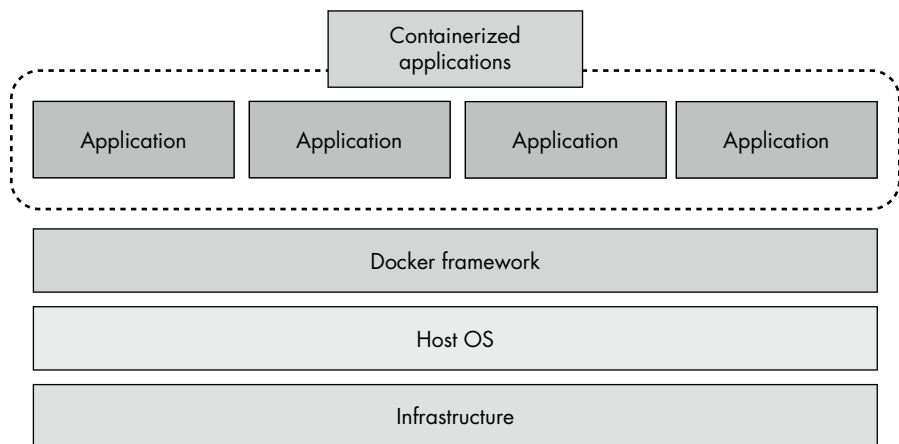 Containerized
applications
Application
Application
Application
Application
Docker framework
Host OS
Infrastructure